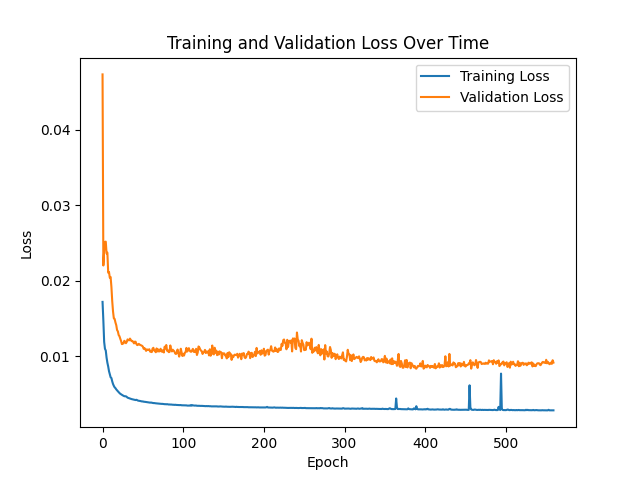 Training and Validation Loss Over Time
Training Loss
Validation Loss
0.04
0.03
0.02
0.01
Loss
0 100 200 300 400 500
Epoch